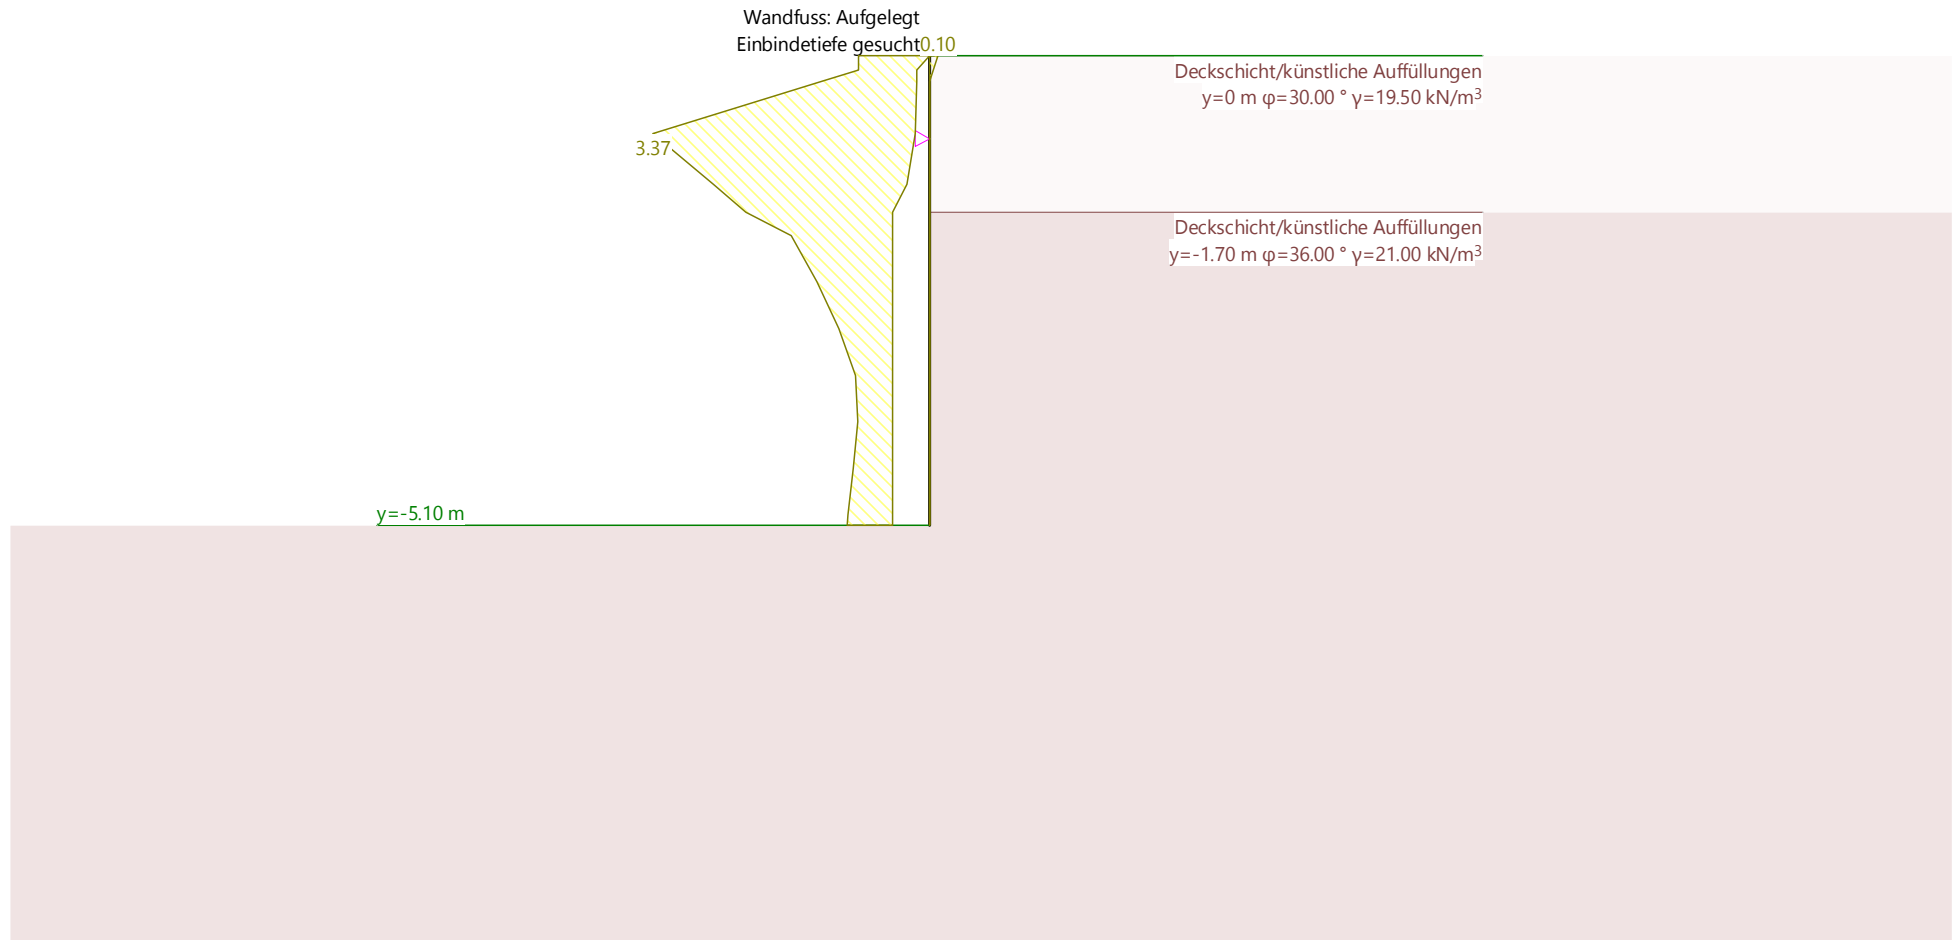 Wandfuss: Aufgelegt
Einbindetiefe gesucht
0.10
Deckschicht/künstliche Auffüllungen
y=0 m φ=30.00 ° γ=19.50 kN/m³
3.37
Deckschicht/künstliche Auffüllungen
y=-1.70 m φ=36.00 ° γ=21.00 kN/m³
y=-5.10 m